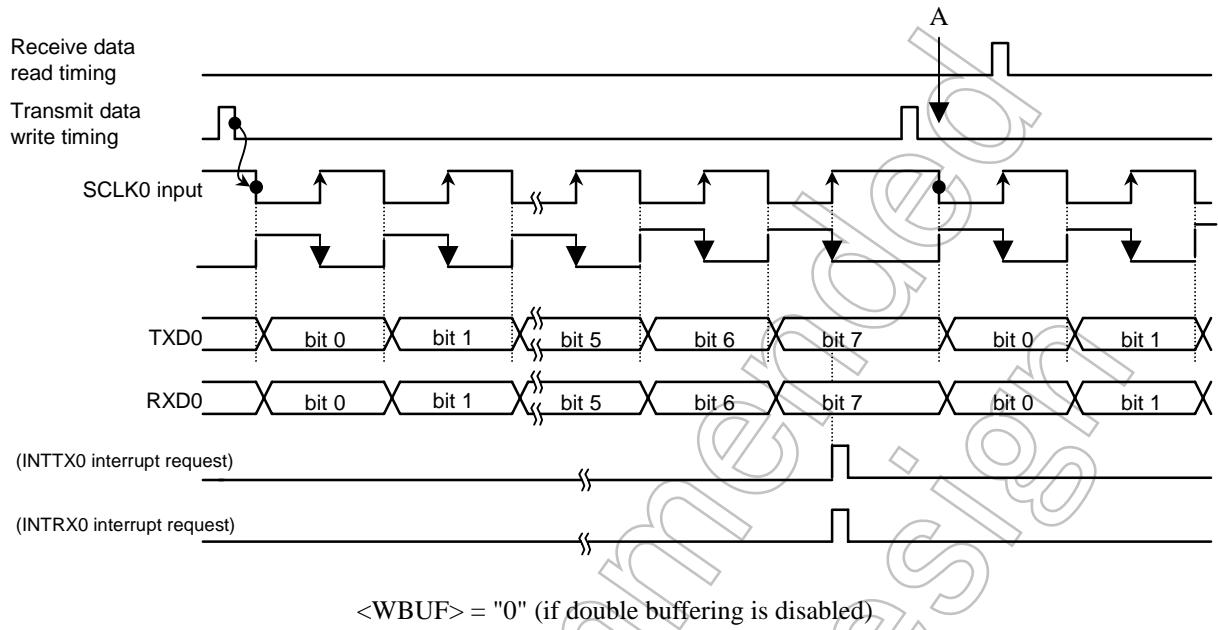 A
Receive data
read timing
Transmit data
write timing
SCLK0 input
TXD0
bit 0
bit 1
bit 5
bit 6
bit 7
bit 0
bit 1
RXD0
bit 0
bit 1
bit 5
bit 6
bit 7
bit 0
bit 1
(INTTX0 interrupt request)
(INTRX0 interrupt request)
<WBUF> = "0" (if double buffering is disabled)